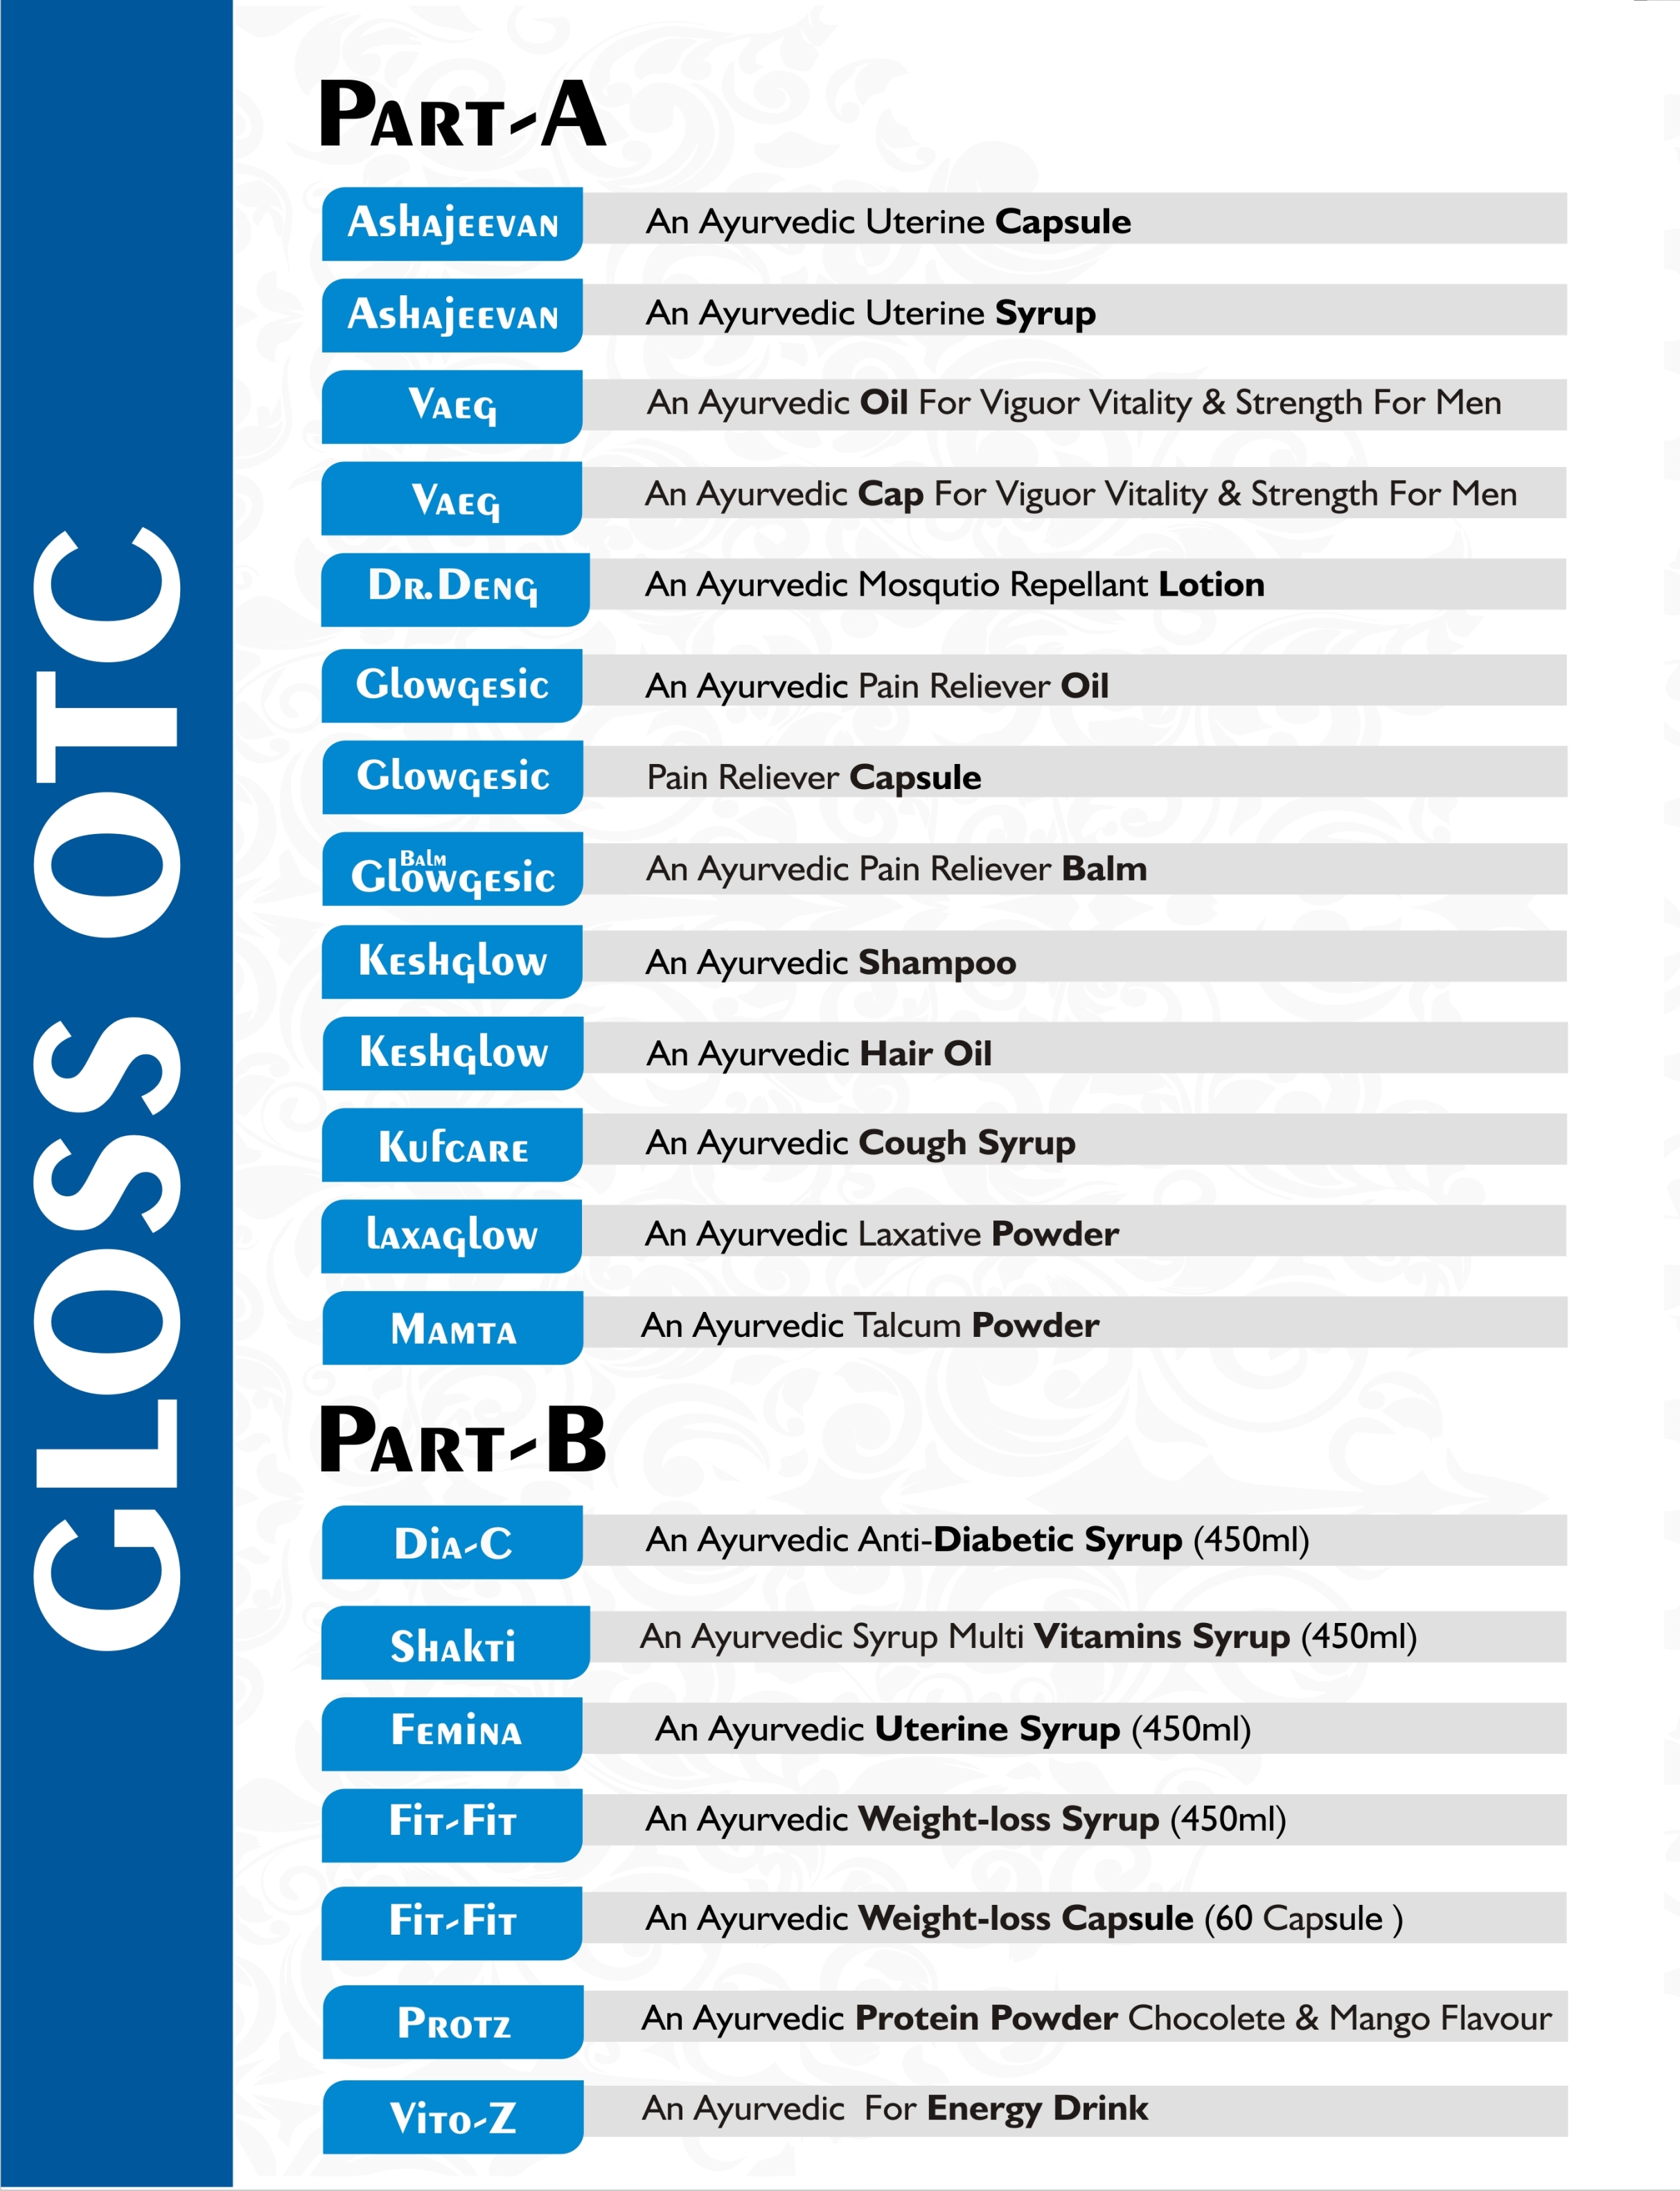 GLOSS OTC
Part-A
Ashajeevan An Ayurvedic Uterine Capsule
Ashajeevan An Ayurvedic Uterine Syrup
Vaeg An Ayurvedic Oil For Viguor Vitality & Strength For Men
Vaeg An Ayurvedic Cap For Viguor Vitality & Strength For Men
Dr.Deng An Ayurvedic Mosqutio Repellant Lotion
Glowgesic An Ayurvedic Pain Reliever Oil
Glowgesic Pain Reliever Capsule
Balm
Glowgesic An Ayurvedic Pain Reliever Balm
Keshglow An Ayurvedic Shampoo
Keshglow An Ayurvedic Hair Oil
Kufcare An Ayurvedic Cough Syrup
laxaglow An Ayurvedic Laxative Powder
Mamta An Ayurvedic Talcum Powder
Part-B
Dia-C An Ayurvedic Anti-Diabetic Syrup (450ml)
Shakti An Ayurvedic Syrup Multi Vitamins Syrup (450ml)
Femina An Ayurvedic Uterine Syrup (450ml)
Fit-Fit An Ayurvedic Weight-loss Syrup (450ml)
Fit-Fit An Ayurvedic Weight-loss Capsule (60 Capsule )
Protz An Ayurvedic Protein Powder Chocolete & Mango Flavour
Vito-Z An Ayurvedic For Energy Drink